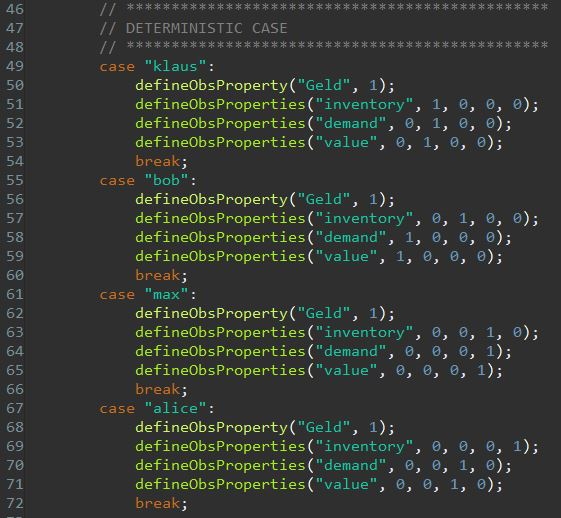 46 // ***********************************************
47 // DETERMINISTIC CASE
48 // ***********************************************
49 case "klaus":
50 defineObsProperty("Geld", 1);
51 defineObsProperties("inventory", 1, 0, 0, 0);
52 defineObsProperties("demand", 0, 1, 0, 0);
53 defineObsProperties("value", 0, 1, 0, 0);
54 break;
55 case "bob":
56 defineObsProperty("Geld", 1);
57 defineObsProperties("inventory", 0, 1, 0, 0);
58 defineObsProperties("demand", 1, 0, 0, 0);
59 defineObsProperties("value", 1, 0, 0, 0);
60 break;
61 case "max":
62 defineObsProperty("Geld", 1);
63 defineObsProperties("inventory", 0, 0, 1, 0);
64 defineObsProperties("demand", 0, 0, 0, 1);
65 defineObsProperties("value", 0, 0, 0, 1);
66 break;
67 case "alice":
68 defineObsProperty("Geld", 1);
69 defineObsProperties("inventory", 0, 0, 0, 1);
70 defineObsProperties("demand", 0, 0, 1, 0);
71 defineObsProperties("value", 0, 0, 1, 0);
72 break;